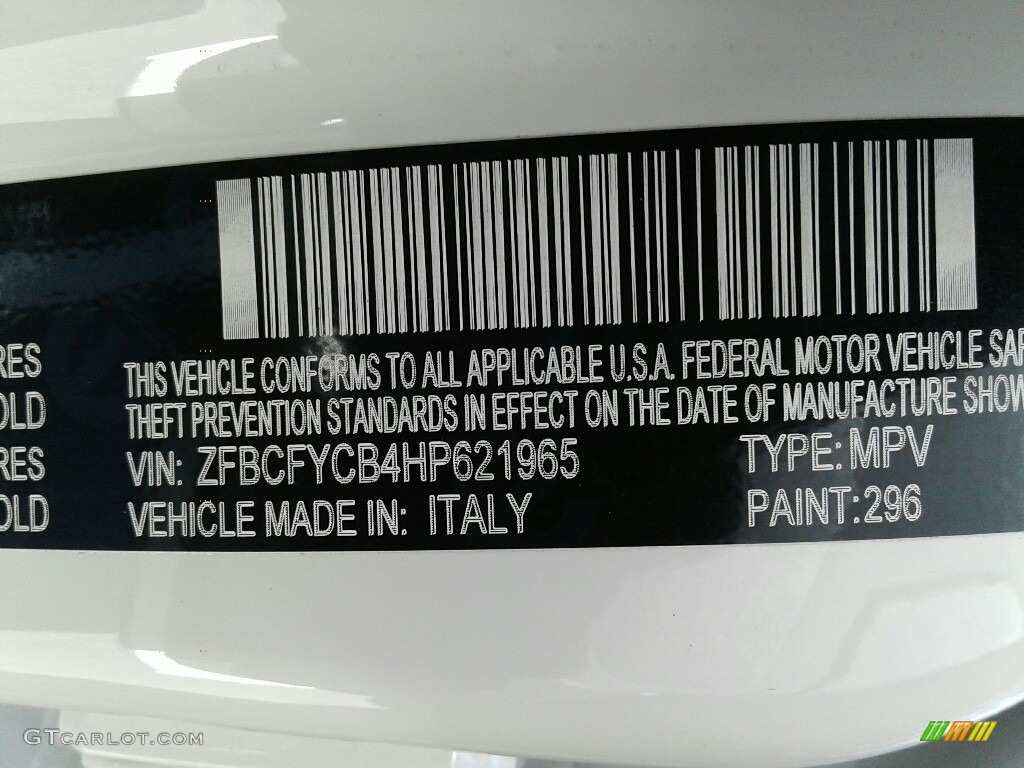 RES
OLD
RES
OLD
THIS VEHICLE CONFORMS TO ALL APPLICABLE U.S.A. FEDERAL MOTOR VEHICLE SAF
THEFT PREVENTION STANDARDS IN EFFECT ON THE DATE OF MANUFACTURE SHOW
VIN: ZFBCFYCB4HP621965 TYPE: MPV
VEHICLE MADE IN: ITALY PAINT: 296
GTCARLOT.COM